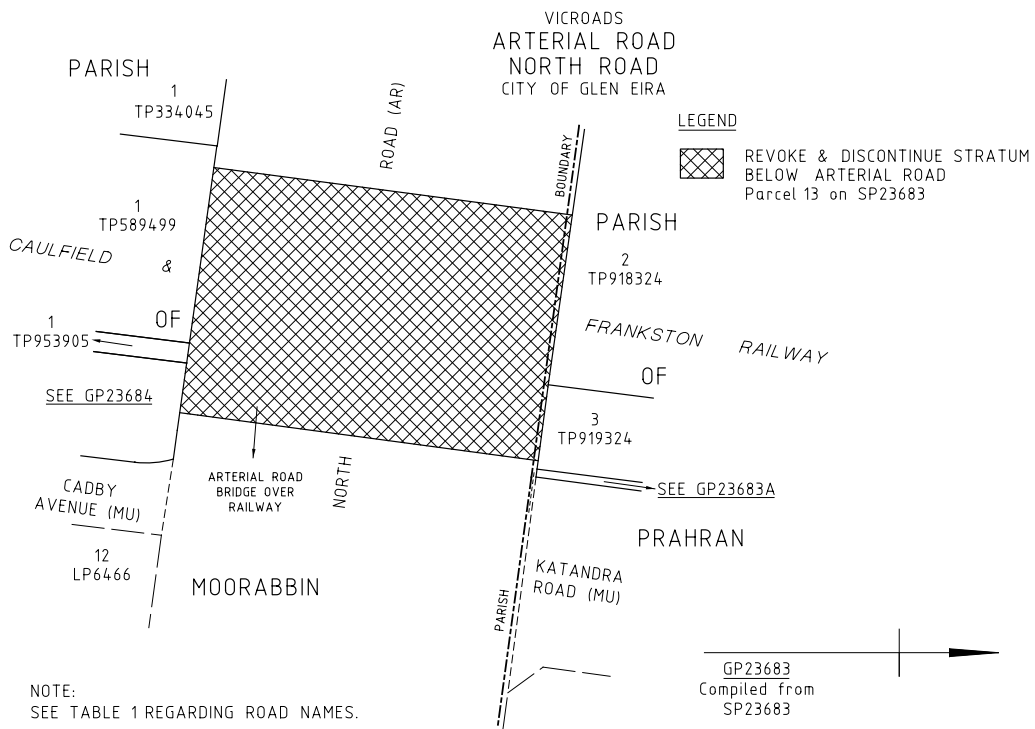 VICROADS
ARTERIAL ROAD
NORTH ROAD
CITY OF GLEN EIRA
PARISH
1
TP334045
ROAD (AR)
LEGEND
REVOKE & DISCONTINUE STRATUM
BELOW ARTERIAL ROAD
Parcel 13 on SP23683
BOUNDARY
1
TP589499
PARISH
2
TP918324
CAULFIELD &
FRANKSTON RAILWAY
OF
1
TP953905
OF
SEE GP23684
3
TP919324
ARTERIAL ROAD
BRIDGE OVER
RAILWAY
NORTH
SEE GP23683A
CADBY
AVENUE (MU)
PRAHRAN
12
LP6466
MOORABBIN
KATANDRA
ROAD (MU)
PARISH
GP23683
Compiled from
SP23683
NOTE:
SEE TABLE 1 REGARDING ROAD NAMES.